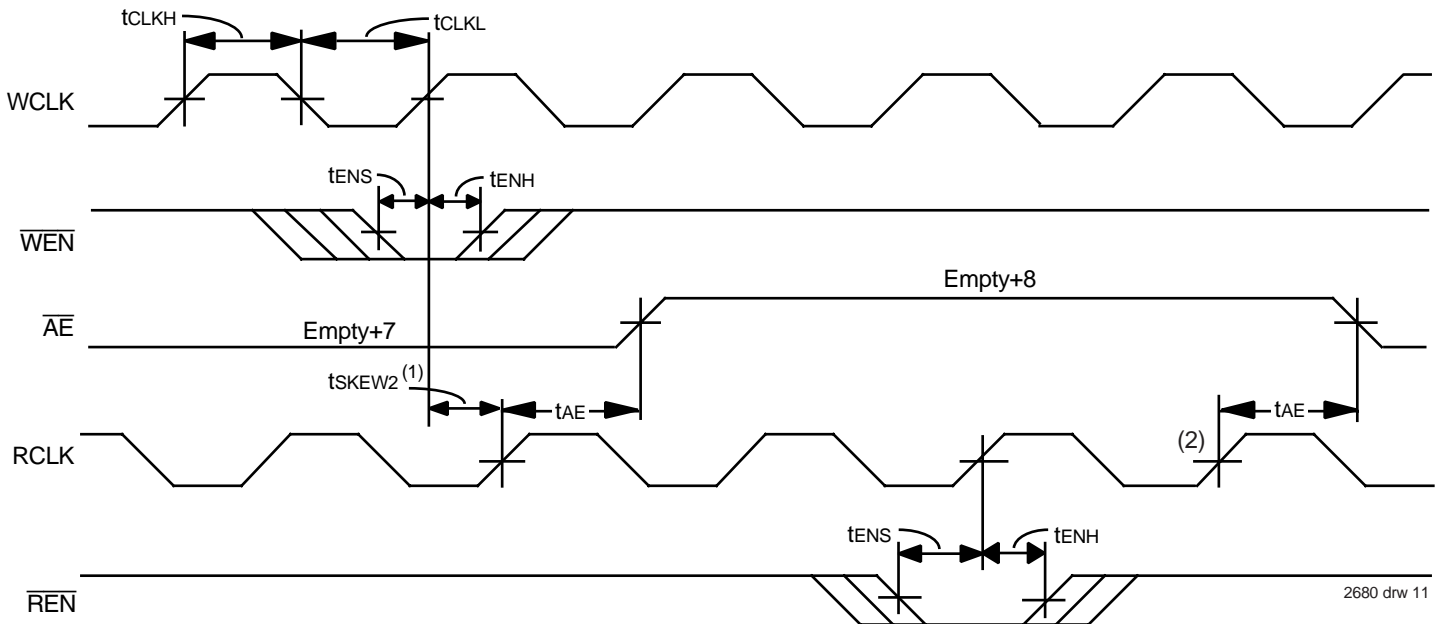 tCLKH tCLKL
WCLK
tENS tENH
WEN
Empty+8
AE
Empty+7
tSKEW2 (1)
tAE tAE
(2)
RCLK
tENS tENH
2680 drw 11
REN